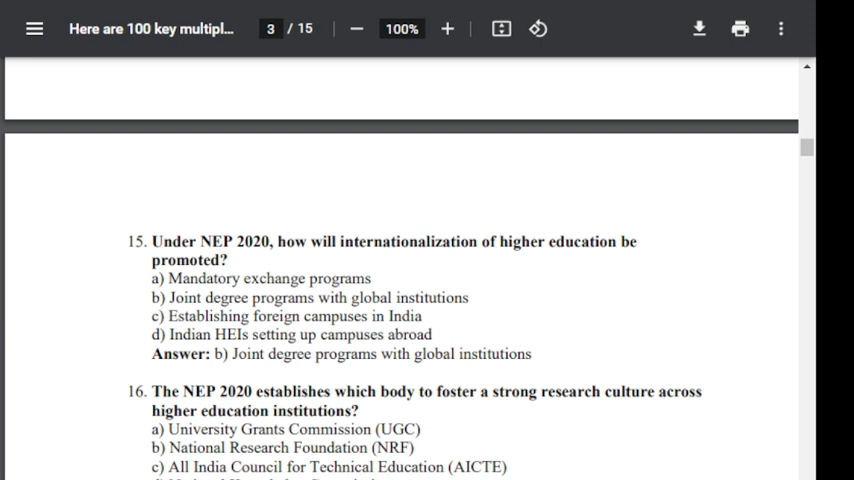 Here are 100 key multipl... 3 / 15 100%
15. Under NEP 2020, how will internationalization of higher education be
promoted?
a) Mandatory exchange programs
b) Joint degree programs with global institutions
c) Establishing foreign campuses in India
d) Indian HEIs setting up campuses abroad
Answer: b) Joint degree programs with global institutions
16. The NEP 2020 establishes which body to foster a strong research culture across
higher education institutions?
a) University Grants Commission (UGC)
b) National Research Foundation (NRF)
c) All India Council for Technical Education (AICTE)